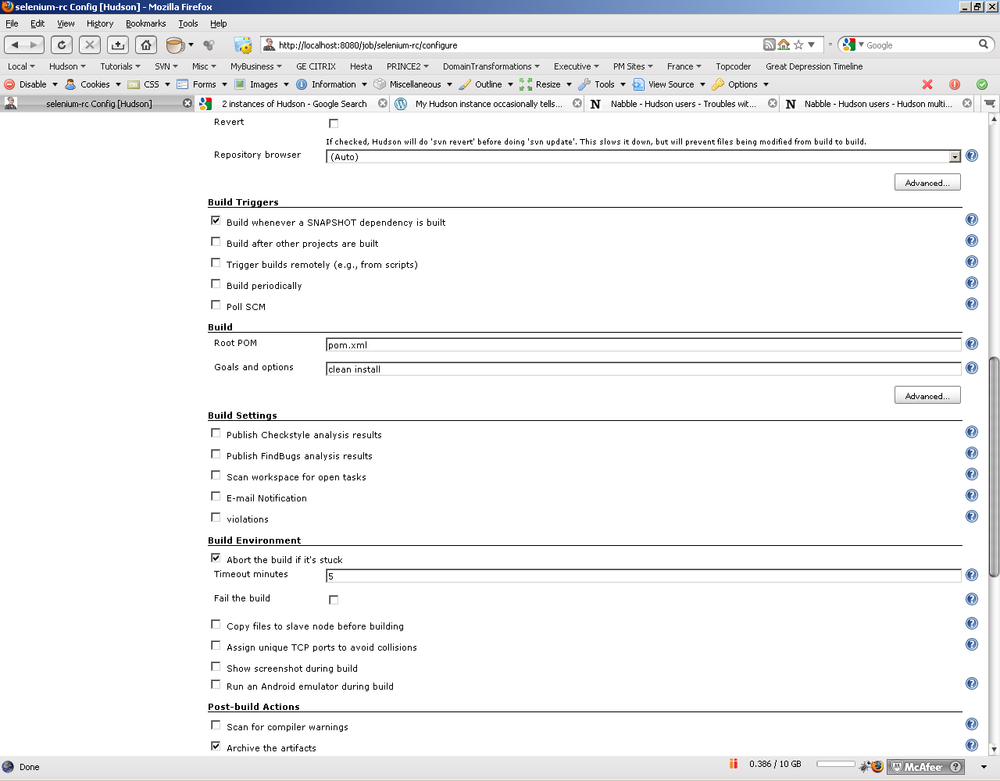 selenium-rc Config [Hudson] - Mozilla Firefox
File Edit View History Bookmarks Tools Help
http://localhost:8080/job/selenium-rc/configure Google
Local Hudson Tutorials SVN Misc MyBusiness GE CITRIX Hesta PRINCE2 DomainTransformations Executive PM Sites France Topcoder Great Depression Timeline
Disable Cookies CSS Forms Images Information Miscellaneous Outline Resize Tools View Source Options
selenium-rc Config [Hudson] 2 instances of Hudson - Google Search My Hudson instance occasionally tells... Nabble - Hudson users - Troubles wit... Nabble - Hudson users - Hudson multi...
Revert
If checked, Hudson will do 'svn revert' before doing 'svn update'. This slows it down, but will prevent files being modified from build to build.
Repository browser (Auto)
Advanced...
Build Triggers
Build whenever a SNAPSHOT dependency is built
Build after other projects are built
Trigger builds remotely (e.g., from scripts)
Build periodically
Poll SCM
Build
Root POM pom.xml
Goals and options clean install
Advanced...
Build Settings
Publish Checkstyle analysis results
Publish FindBugs analysis results
Scan workspace for open tasks
E-mail Notification
violations
Build Environment
Abort the build if it's stuck
Timeout minutes 5
Fail the build
Copy files to slave node before building
Assign unique TCP ports to avoid collisions
Show screenshot during build
Run an Android emulator during build
Post-build Actions
Scan for compiler warnings
Archive the artifacts
Done 0.386 / 10 GB McAfee